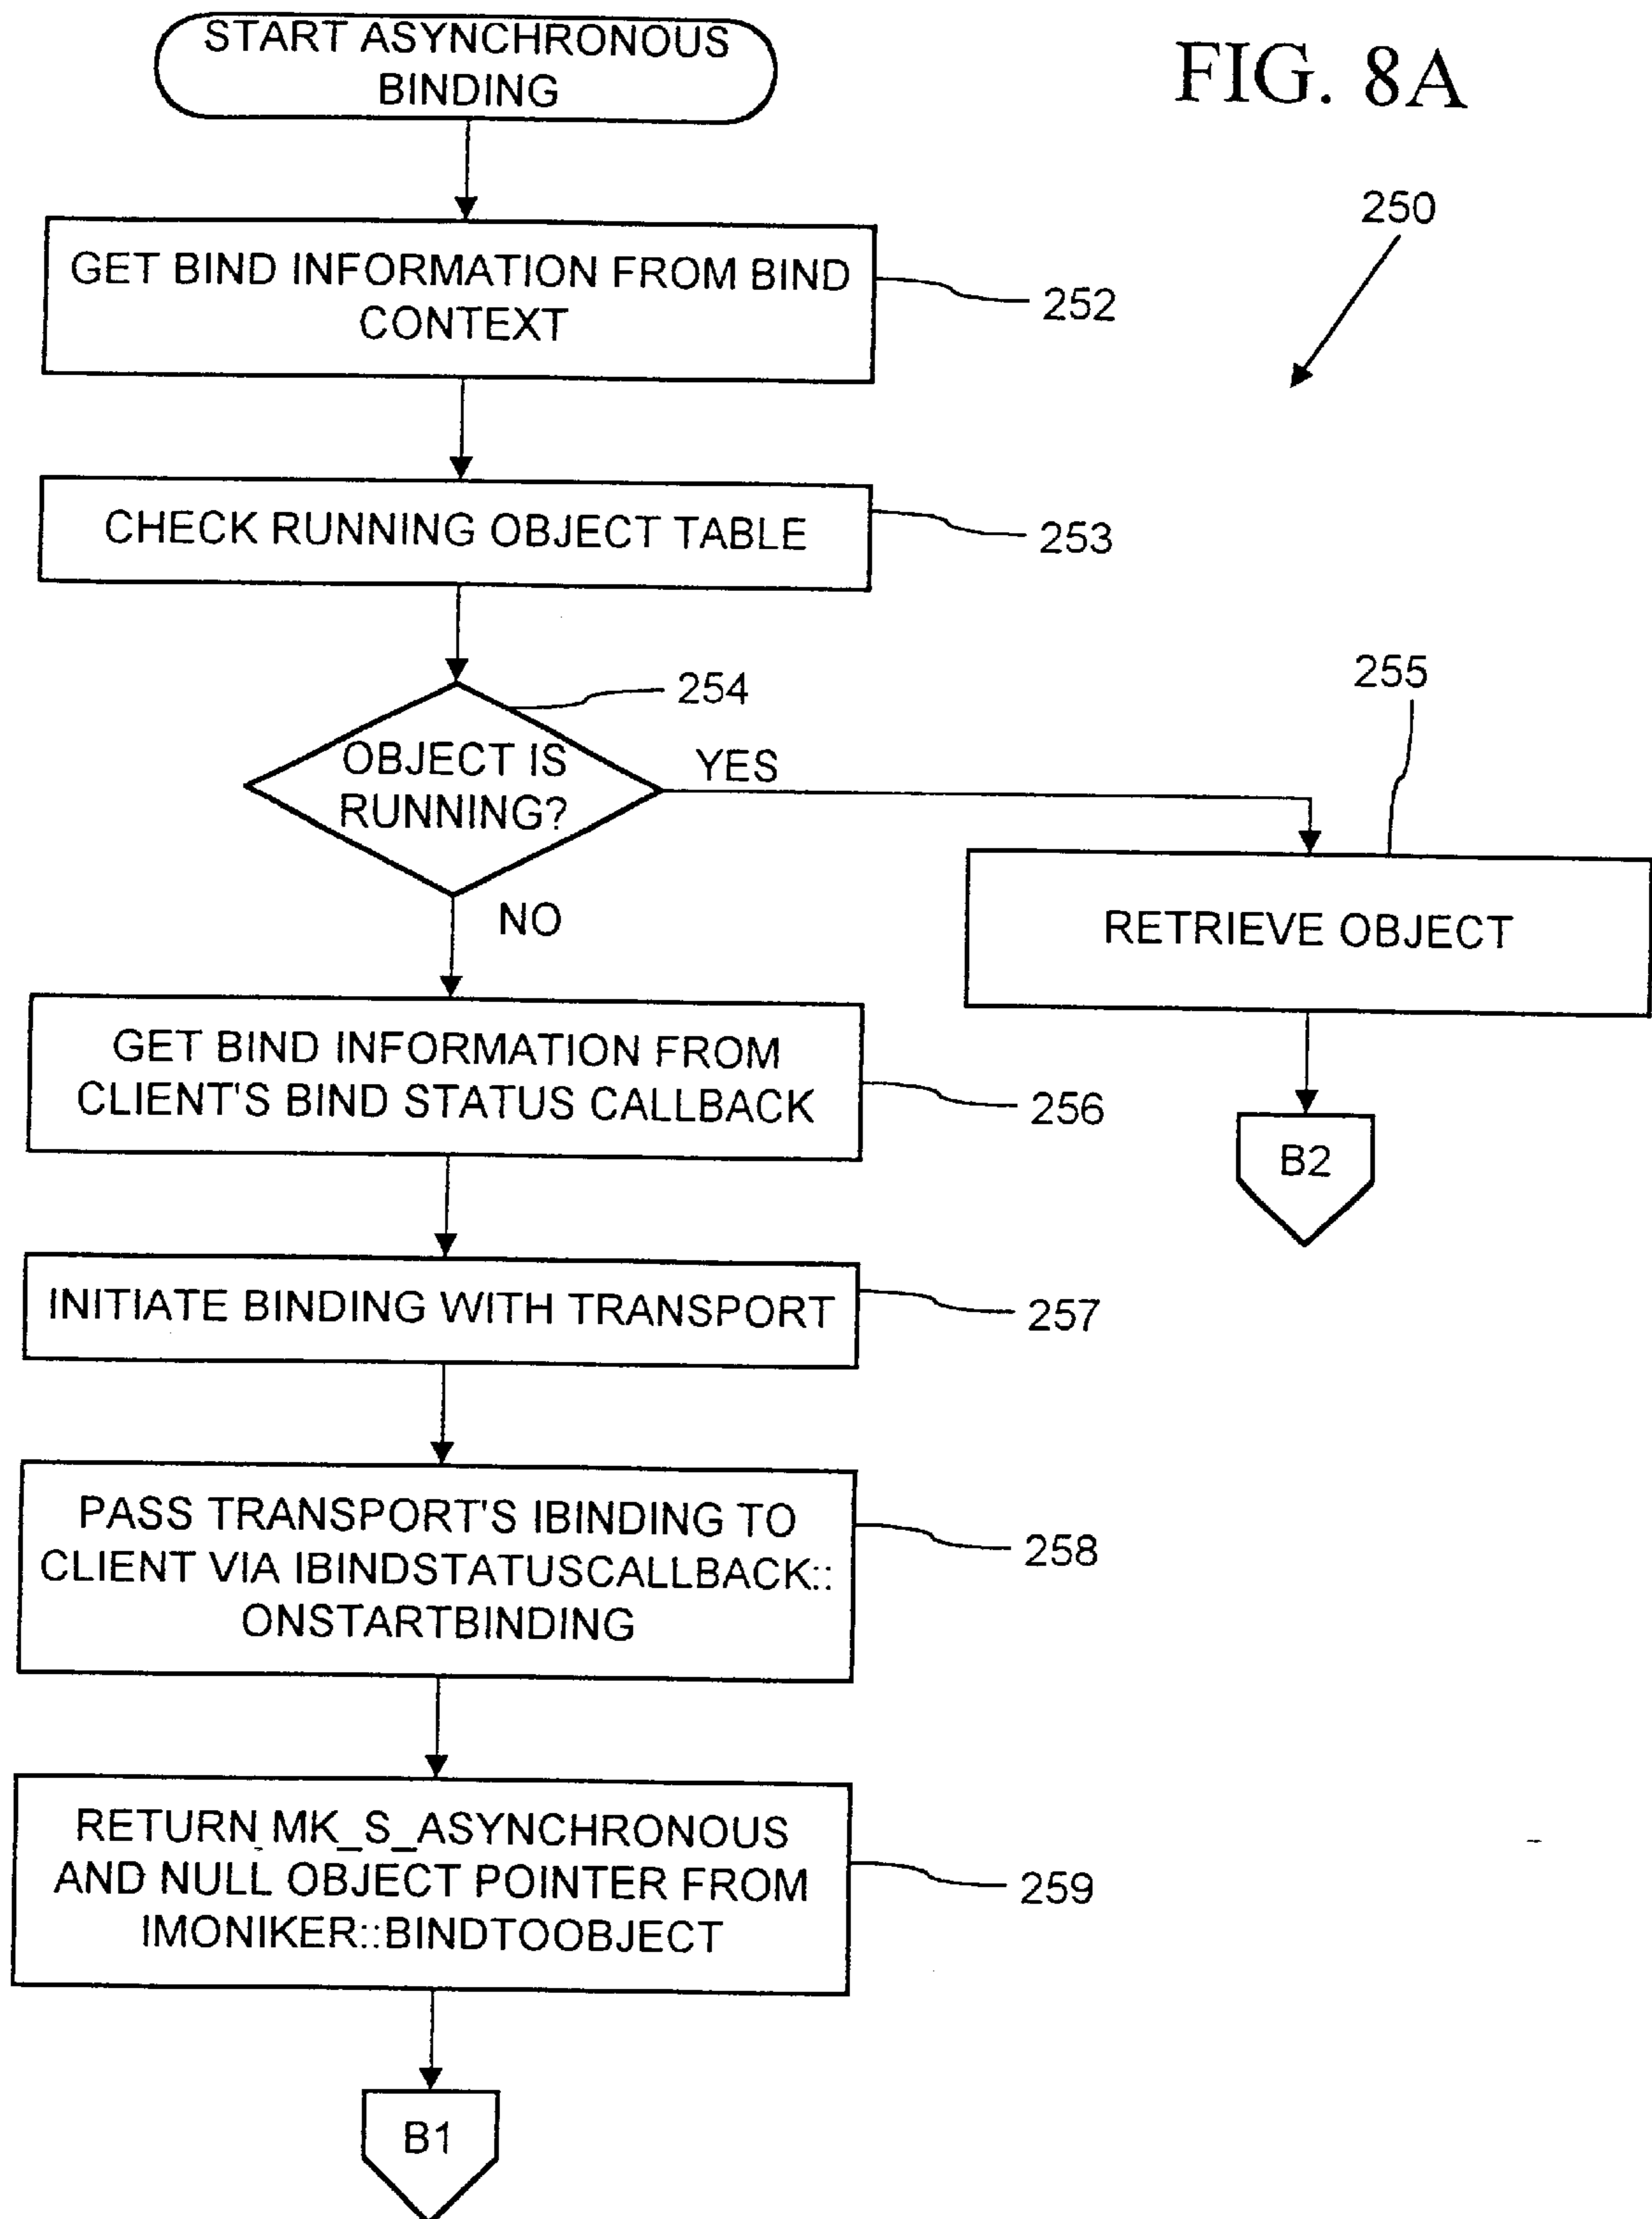 START ASYNCHRONOUS
BINDING
FIG. 8A
250
GET BIND INFORMATION FROM BIND
CONTEXT
252
CHECK RUNNING OBJECT TABLE
253
254
OBJECT IS
RUNNING?
YES
NO
255
RETRIEVE OBJECT
B2
GET BIND INFORMATION FROM
CLIENT'S BIND STATUS CALLBACK
256
INITIATE BINDING WITH TRANSPORT
257
PASS TRANSPORT'S IBINDING TO
CLIENT VIA IBINDSTATUSCALLBACK::
ONSTARTBINDING
258
RETURN MK_S_ASYNCHRONOUS
AND NULL OBJECT POINTER FROM
IMONIKER::BINDTOOBJECT
259
B1